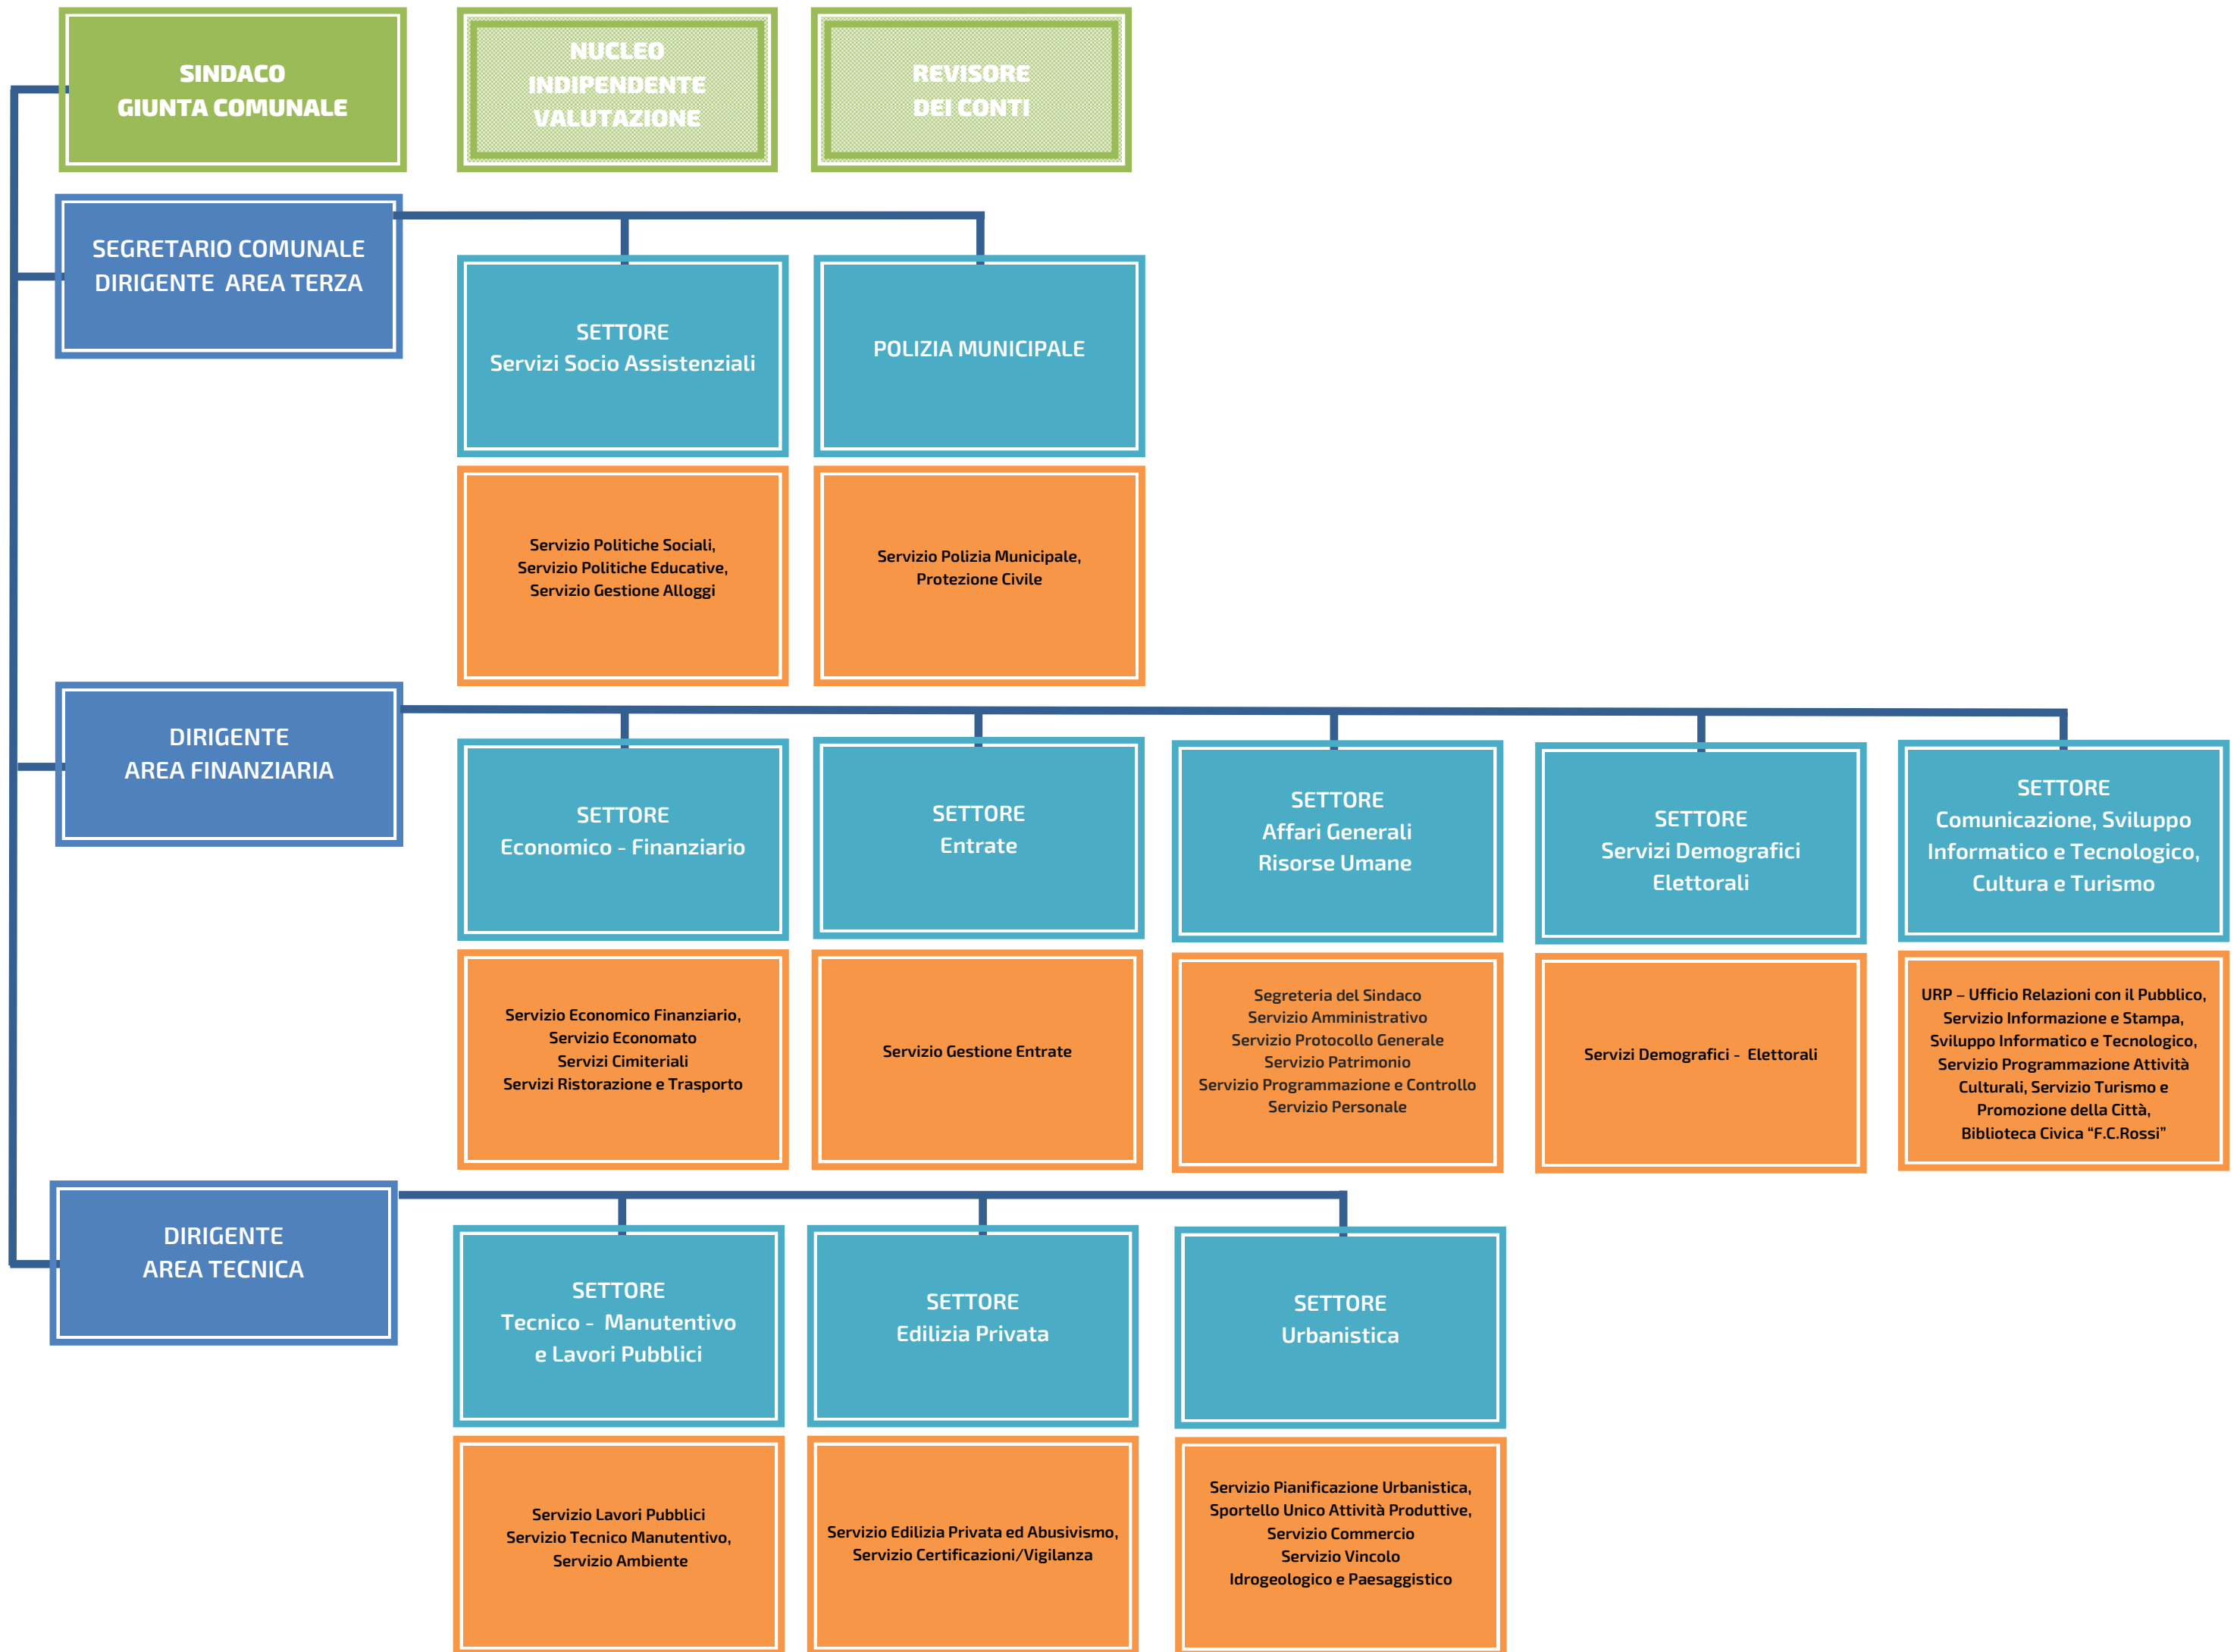 SINDACO
GIUNTA COMUNALE
NUCLEO
INDIPENDENTE
VALUTAZIONE
REVISORE
DEI CONTI
SEGRETARIO COMUNALE
DIRIGENTE  AREA TERZA
SETTORE
Servizi Socio Assistenziali
POLIZIA MUNICIPALE
Servizio Politiche Sociali,
Servizio Politiche Educative,
Servizio Gestione Alloggi
Servizio Polizia Municipale,
Protezione Civile
DIRIGENTE
AREA FINANZIARIA
SETTORE
Economico - Finanziario
SETTORE
Entrate
SETTORE
Affari Generali
Risorse Umane
SETTORE
Servizi Demografici
Elettorali
SETTORE
Comunicazione, Sviluppo
Informatico e Tecnologico,
Cultura e Turismo
Servizio Economico Finanziario,
Servizio Economato
Servizi Cimiteriali
Servizi Ristorazione e Trasporto
Servizio Gestione Entrate
Segreteria del Sindaco
Servizio Amministrativo
Servizio Protocollo Generale
Servizio Patrimonio
Servizio Programmazione e Controllo
Servizio Personale
Servizi Demografici -  Elettorali
URP – Ufficio Relazioni con il Pubblico,
Servizio Informazione e Stampa,
Sviluppo Informatico e Tecnologico,
Servizio Programmazione Attività
Culturali, Servizio Turismo e
Promozione della Città,
Biblioteca Civica “F.C.Rossi”
DIRIGENTE
AREA TECNICA
SETTORE
Tecnico -  Manutentivo
e Lavori Pubblici
SETTORE
Edilizia Privata
SETTORE
Urbanistica
Servizio Lavori Pubblici
Servizio Tecnico Manutentivo,
Servizio Ambiente
Servizio Edilizia Privata ed Abusivismo,
Servizio Certificazioni/Vigilanza
Servizio Pianificazione Urbanistica,
Sportello Unico Attività Produttive,
Servizio Commercio
Servizio Vincolo
Idrogeologico e Paesaggistico